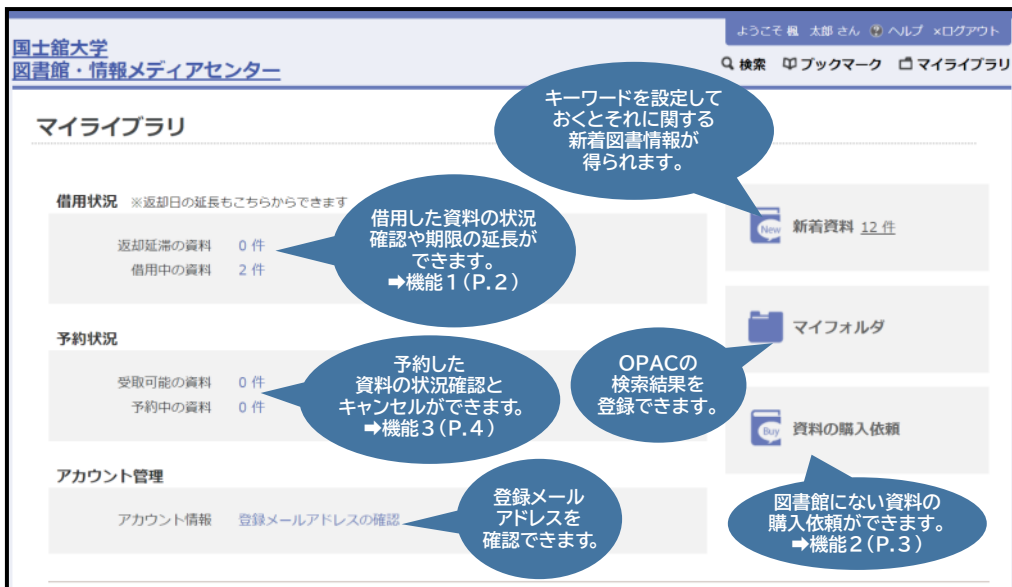 国士舘大学
図書館・情報メディアセンター
ようこそ 楓 太郎 さん ヘルプ ×ログアウト
検索 ブックマーク マイライブラリ
マイライブラリ
キーワードを設定して
おくとそれに関する
新着図書情報が
得られます。
借用状況 ※返却日の延長もこちらからできます
返却延滞の資料 0 件
借用中の資料 2 件
借用した資料の状況
確認や期限の延長が
できます。
➡機能1(P.2)
New 新着資料 12 件
予約状況
受取可能の資料 0 件
予約中の資料 0 件
予約した
資料の状況確認と
キャンセルができます。
➡機能3(P.4)
マイフォルダ
OPACの
検索結果を
登録できます。
Buy 資料の購入依頼
図書館にない資料の
購入依頼ができます。
➡機能2(P.3)
アカウント管理
アカウント情報 登録メールアドレスの確認
登録メール
アドレスを
確認できます。